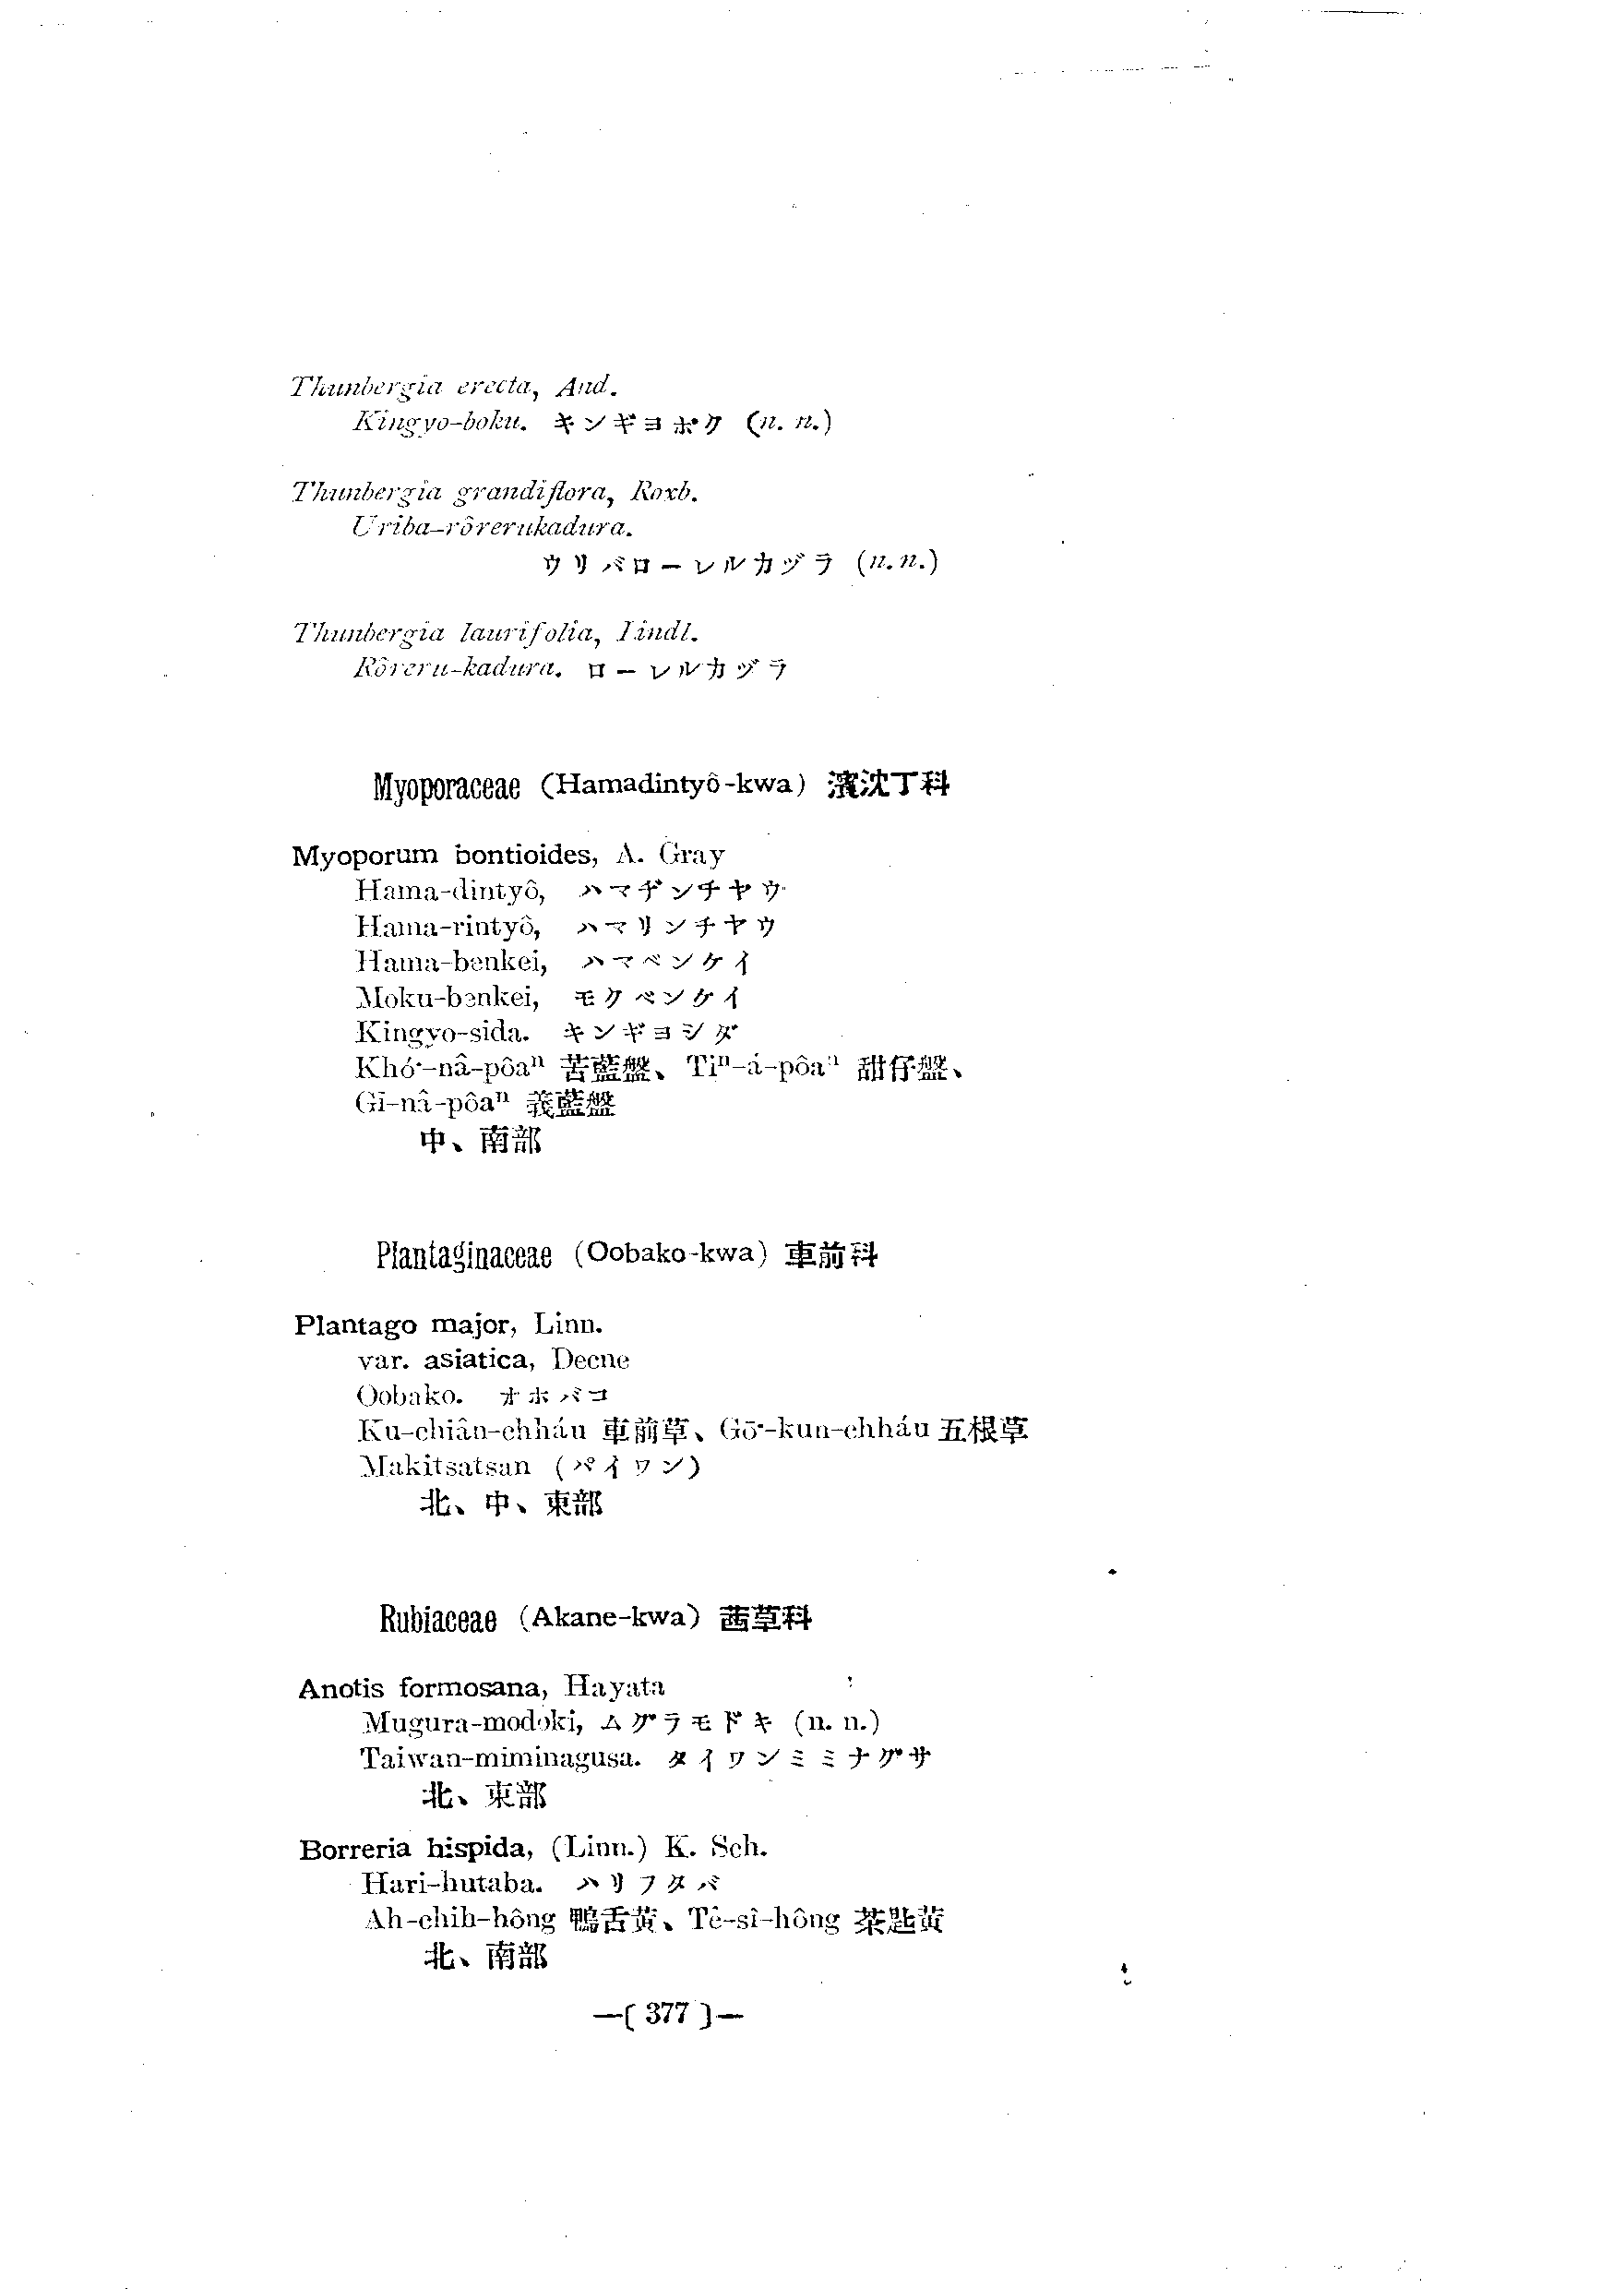 Thunbergia erecta, And.
Kingyo-boku. キンギヨボク (n. n.)
Thunbergia grandiflora, Roxb.
Uriba-rôrerukadura.
ウリバローレルカヅラ (n.n.)
Thunbergia laurifolia, Lindl.
Rôreru-kadura. ローレルカヅラ
Myoporaceae (Hamadintyô-kwa) 濱沈丁科
Myoporum bontioides, A. Gray
Hama-dintyô, ハマヂンチヤウ
Hama-rintyô, ハマリンチヤウ
Hama-benkei, ハマベンケイ
Moku-benkei, モクベンケイ
Kingyo-sida. キンギヨシダ
Khó͘-nâ-pôaⁿ 苦藍盤、Tiⁿ-á-pôaⁿ 甜仔盤、
Gī-nâ-pôaⁿ 義藍盤
中、南部
Plantaginaceae (Oobako-kwa) 車前科
Plantago major, Linn.
var. asiatica, Decne
Oobako. オホバコ
Ku-chiân-chháu 車前草、Gō͘-kun-chháu 五根草
Makitsatsan (パイワン)
北、中、東部
Rubiaceae (Akane-kwa) 茜草科
Anotis formosana, Hayata
Mugura-modoki, ムグラモドキ (n. n.)
Taiwan-miminagusa. タイワンミミナグサ
北、東部
Borreria hispida, (Linn.) K. Sch.
Hari-hutaba. ハリフタバ
Ah-chih-hông 鴨舌黄、Tê-sî-hông 茶匙黄
北、南部
—( 377 )—